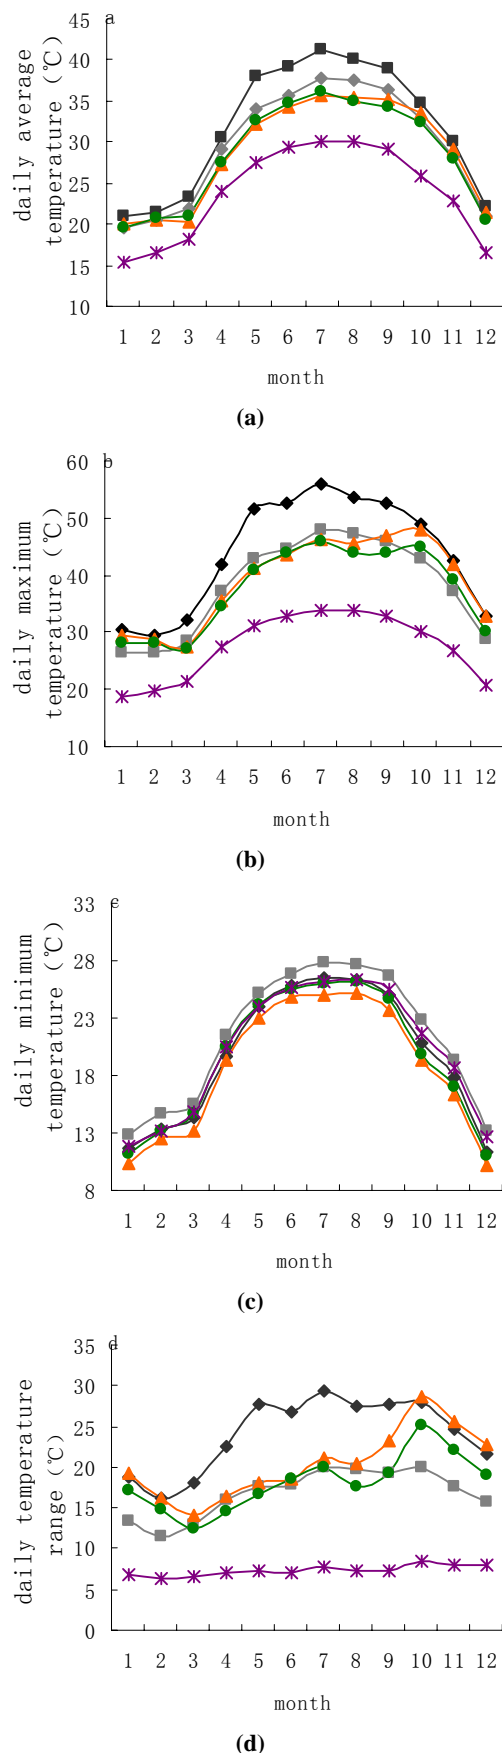 a
daily average
temperature (℃)
45
40
35
30
25
20
15
10
1 2 3 4 5 6 7 8 9 10 11 12
month
(a)
b
daily maximum
temperature (℃)
60
50
40
30
20
10
1 2 3 4 5 6 7 8 9 10 11 12
month
(b)
c
daily minimum
temperature (℃)
33
28
23
18
13
8
1 2 3 4 5 6 7 8 9 10 11 12
month
(c)
d
daily temperature
range (℃)
35
30
25
20
15
10
5
0
1 2 3 4 5 6 7 8 9 10 11 12
month
(d)